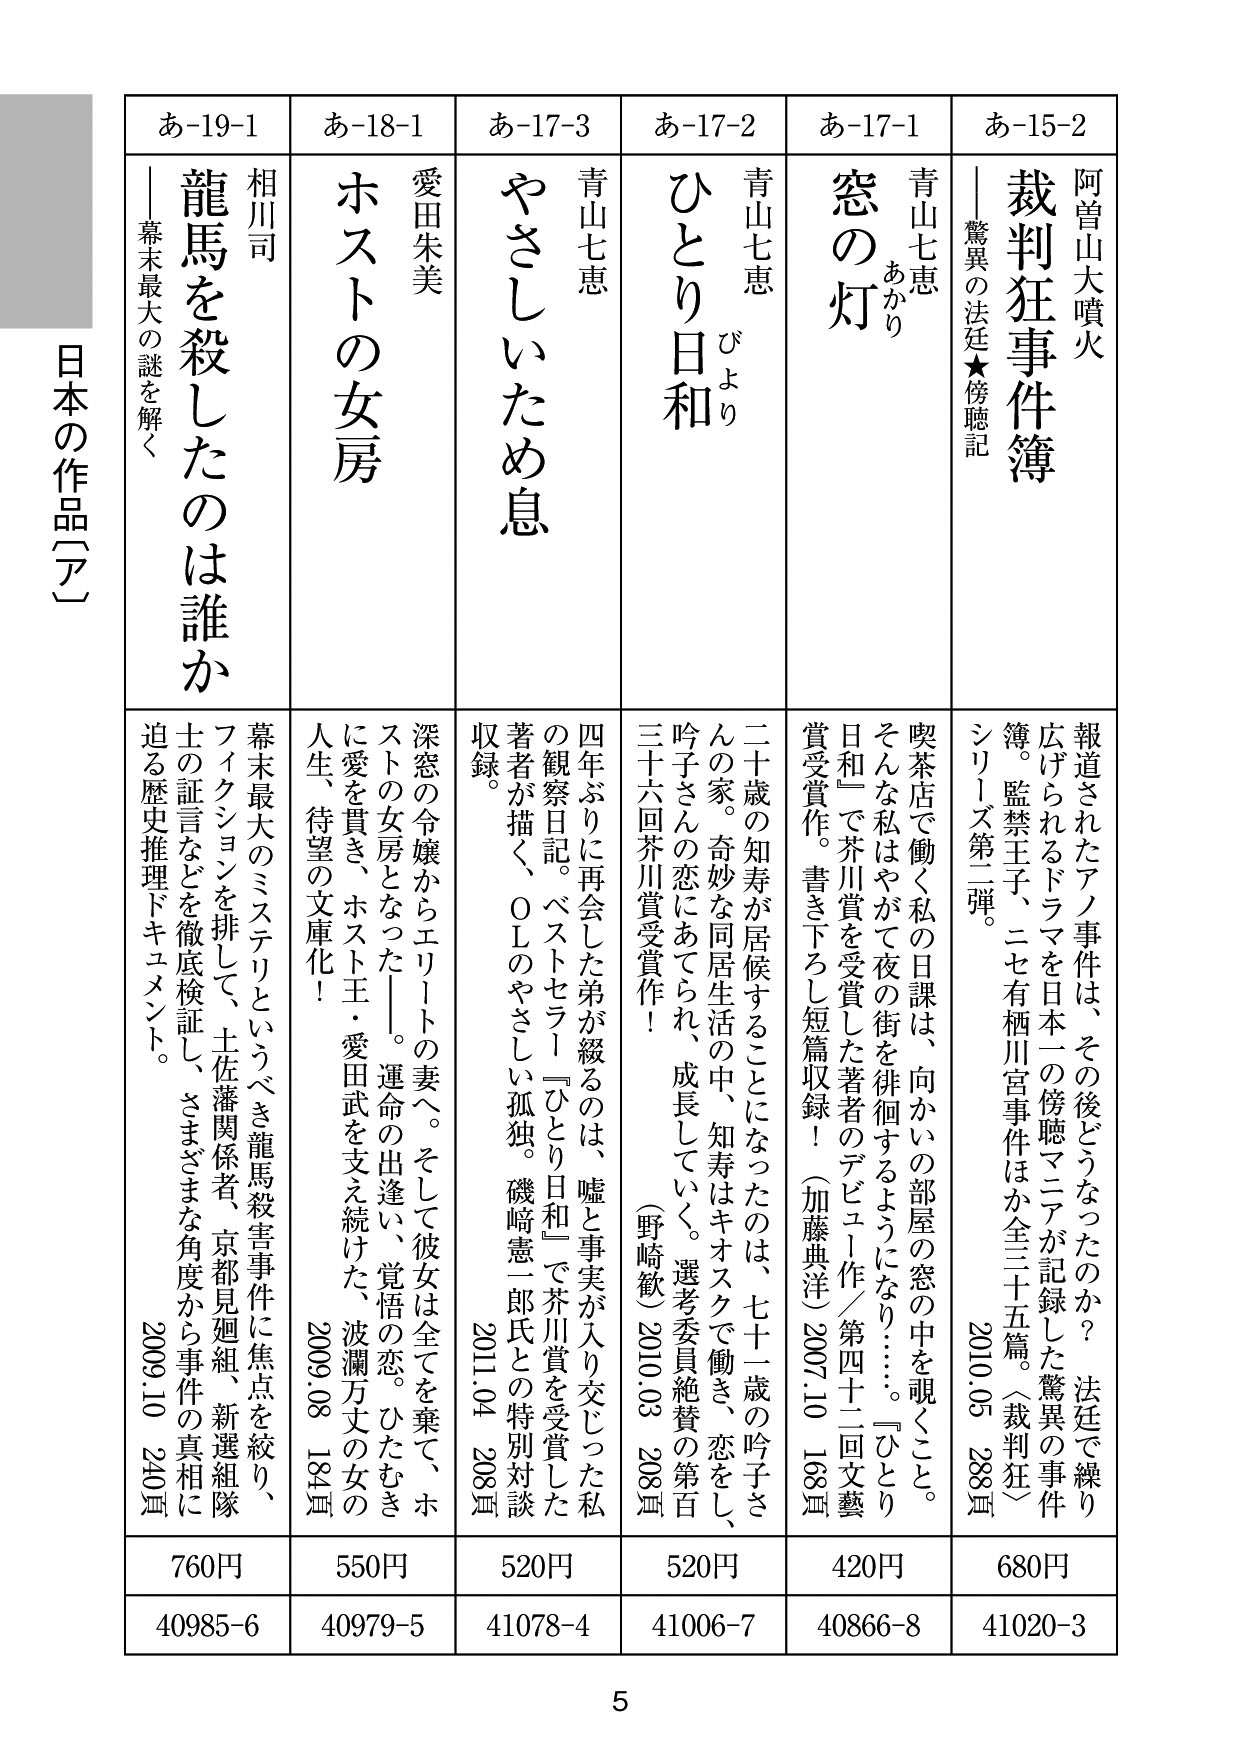 日本の作品〔ア〕
あ-15-2
阿曽山大噴火
裁判狂事件簿
――驚異の法廷★傍聴記
報道されたアノ事件は、その後どうなったのか？　法廷で繰り
広げられるドラマを日本一の傍聴マニアが記録した驚異の事件
簿。監禁王子、ニセ有栖川宮事件ほか全三十五篇。〈裁判狂〉
シリーズ第二弾。
2010.05　288頁
680円
41020-3
あ-17-1
青山七恵
あかり
窓の灯
喫茶店で働く私の日課は、向かいの部屋の窓の中を覗くこと。
そんな私はやがて夜の街を徘徊するようになり……。『ひとり
日和』で芥川賞を受賞した著者のデビュー作／第四十二回文藝
賞受賞作。書き下ろし短篇収録！（加藤典洋）2007.10　168頁
420円
40866-8
あ-17-2
青山七恵
びより
ひとり日和
二十歳の知寿が居候することになったのは、七十一歳の吟子さ
んの家。奇妙な同居生活の中、知寿はキオスクで働き、恋をし、
吟子さんの恋にあてられ、成長していく。選考委員絶賛の第百
三十六回芥川賞受賞作！
（野崎歓）2010.03　208頁
520円
41006-7
あ-17-3
青山七恵
やさしいため息
四年ぶりに再会した弟が綴るのは、嘘と事実が入り交じった私
の観察日記。ベストセラー『ひとり日和』で芥川賞を受賞した
著者が描く、ＯＬのやさしい孤独。磯﨑憲一郎氏との特別対談
収録。
2011.04　208頁
520円
41078-4
あ-18-1
愛田朱美
ホストの女房
深窓の令嬢からエリートの妻へ。そして彼女は全てを棄て、ホ
ストの女房となった――。運命の出逢い、覚悟の恋。ひたむき
に愛を貫き、ホスト王・愛田武を支え続けた、波瀾万丈の女の
人生、待望の文庫化！
2009.08　184頁
550円
40979-5
あ-19-1
相川司
龍馬を殺したのは誰か
――幕末最大の謎を解く
幕末最大のミステリというべき龍馬殺害事件に焦点を絞り、
フィクションを排して、土佐藩関係者、京都見廻組、新選組隊
士の証言などを徹底検証し、さまざまな角度から事件の真相に
迫る歴史推理ドキュメント。
2009.10　240頁
760円
40985-6
5